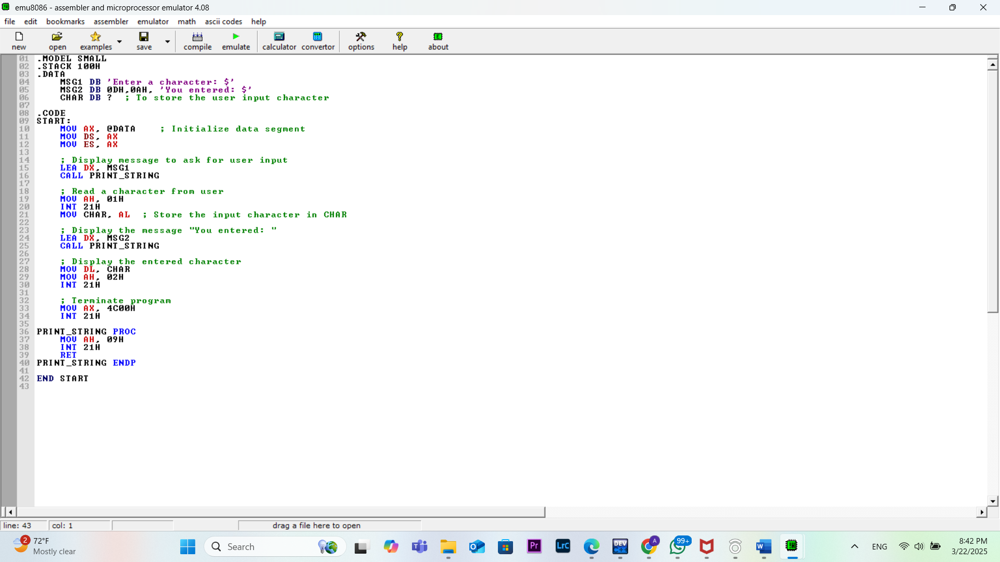 emu8086 - assembler and microprocessor emulator 4.08
file edit bookmarks assembler emulator math ascii codes help
new open examples save compile emulate calculator convertor options help about
01 .MODEL SMALL
02 .STACK 100H
03 .DATA
04 MSG1 DB 'Enter a character: $'
05 MSG2 DB 0DH,0AH, 'You entered: $'
06 CHAR DB ? ; To store the user input character
07
08 .CODE
09 START:
10 MOV AX, @DATA ; Initialize data segment
11 MOV DS, AX
12 MOV ES, AX
13
14 ; Display message to ask for user input
15 LEA DX, MSG1
16 CALL PRINT_STRING
17
18 ; Read a character from user
19 MOV AH, 01H
20 INT 21H
21 MOV CHAR, AL ; Store the input character in CHAR
22
23 ; Display the message "You entered: "
24 LEA DX, MSG2
25 CALL PRINT_STRING
26
27 ; Display the entered character
28 MOV DL, CHAR
29 MOV AH, 02H
30 INT 21H
31
32 ; Terminate program
33 MOV AX, 4C00H
34 INT 21H
35
36 PRINT_STRING PROC
37 MOV AH, 09H
38 INT 21H
39 RET
40 PRINT_STRING ENDP
41
42 END START
43
line: 43 col: 1 drag a file here to open
2 72°F
Mostly clear
Search
Pr LrC DEV C++ A 99+ W
ENG
8:42 PM
3/22/2025